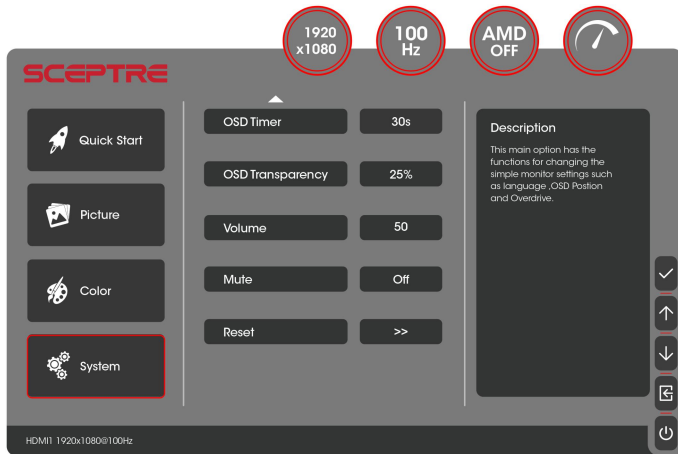 1920
x1080
100
Hz
AMD
OFF
SCEPTRE
Quick Start
Picture
Color
System
OSD Timer 30s
OSD Transparency 25%
Volume 50
Mute Off
Reset >>
Description
This main option has the
functions for changing the
simple monitor settings such
as language ,OSD Postion
and Overdrive.
HDMI1 1920x1080@100Hz